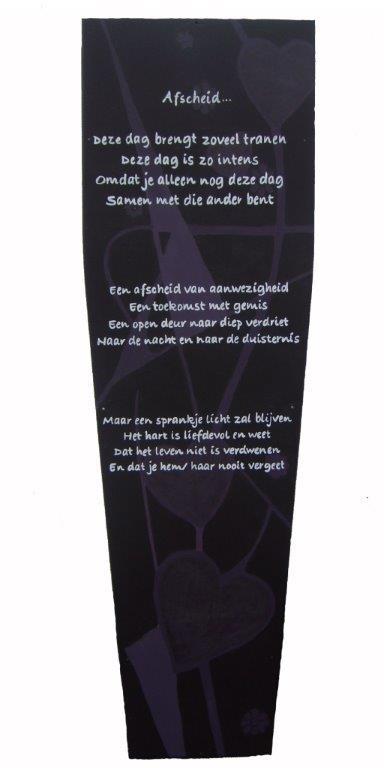 Afscheid...
Deze dag brengt zoveel tranen
Deze dag is zo intens
Omdat je alleen nog deze dag
Samen met die ander bent
Een afscheid van aanwezigheid
Een toekomst met gemis
Een open deur naar diep verdriet
Naar de nacht en naar de duisternis
Maar een sprankje licht zal blijven
Het hart is liefdevol en weet
Dat het leven niet is verdwenen
En dat je hem/ haar nooit vergeet